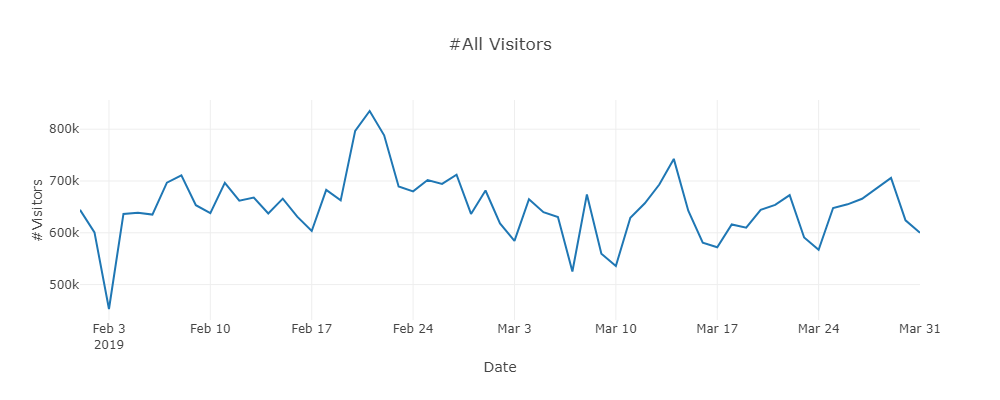 #All Visitors
#Visitors
800k
700k
600k
500k
Feb 3
2019
Feb 10
Feb 17
Feb 24
Mar 3
Mar 10
Mar 17
Mar 24
Mar 31
Date